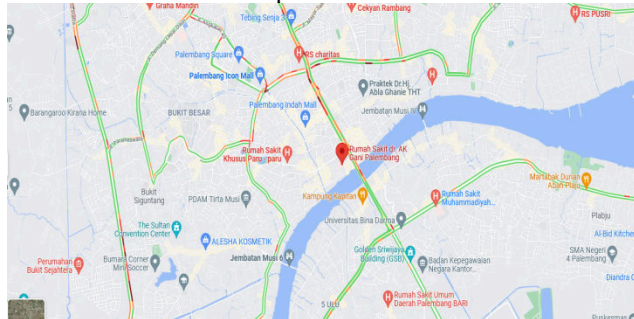 Graha Mandiri
Cekyan Rambang
Tebing Senja 3
RS PUSRI
Palembang Square
RS charitas
Palembang Icon Mall
Praktek Dr.Hj.
Abla Ghanie THT
Barangaroo Kirana Home
BUKIT BESAR
Palembang Indah Mall
Jembatan Musi IV
Rumah Sakit
Khusus Paru-paru
Rumah Sakit dr. AK
Gani Palembang
Bukit
Siguntang
PDAM Tirta Musi
Kampung Kapitan
Rumah Sakit
Muhammadiyah...
Martabak Durian
Abah Plaju
The Sultan
Convention Center
Universitas Bina Darma
Plabju
ALESHA KOSMETIK
Al-Bid Kitchen
Perumahan
Bukit Sejahtera
Bumara Corner
Mini Soccer
Jembatan Musi 6
Golden Sriwijaya
Building (GSB)
Badan Kepegawaian
Negara Kantor...
SMA Negeri
4 Palembang
Diandra C
Rumah Sakit Umum
Daerah Palembang BARI
5 ULU
Puskesmas